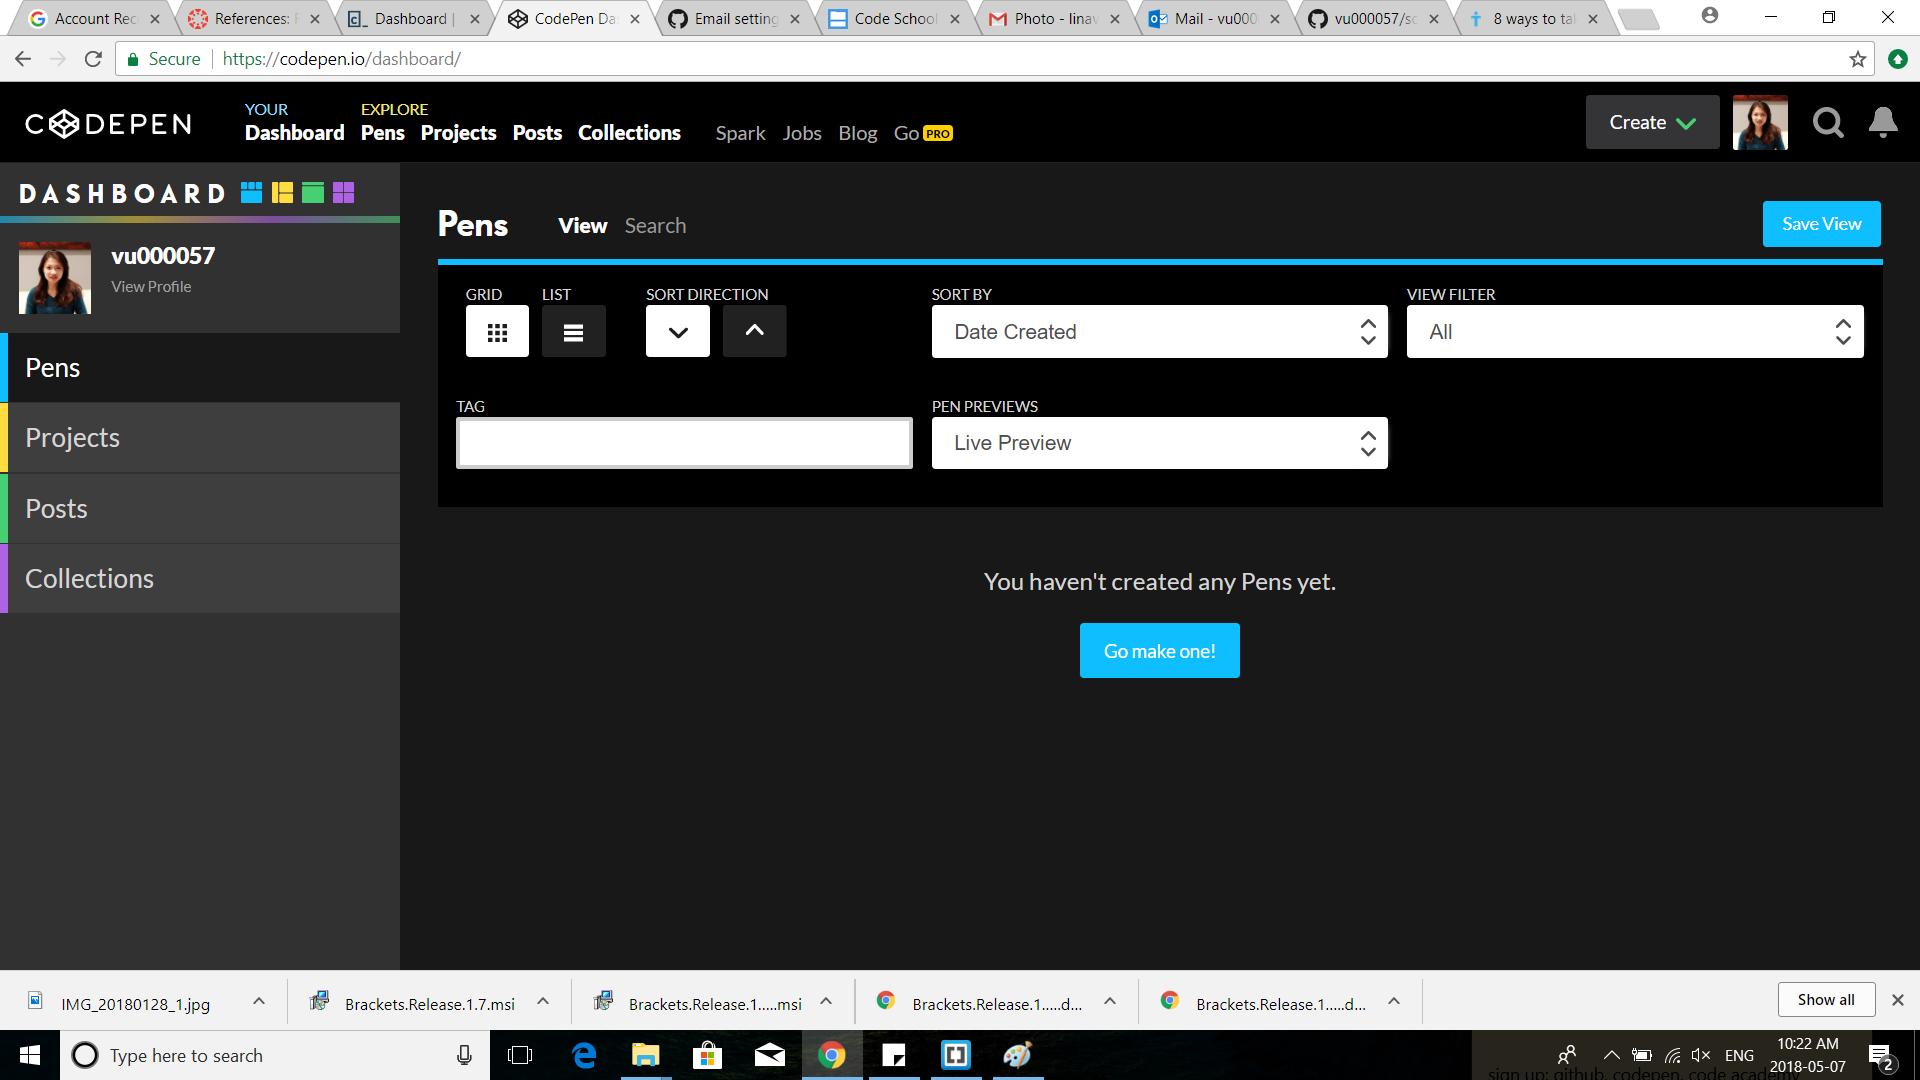 Account Rec
References: F
Dashboard |
CodePen Da
Email setting
Code School
Photo - linav
Mail - vu000
vu000057/sc
8 ways to tal
Secure https://codepen.io/dashboard/
CODEPEN
YOUR
Dashboard
EXPLORE
Pens Projects Posts Collections Spark Jobs Blog Go PRO
Create
DASHBOARD
vu000057
View Profile
Pens
Projects
Posts
Collections
Pens View Search
Save View
GRID LIST SORT DIRECTION SORT BY VIEW FILTER
Date Created All
TAG PEN PREVIEWS
Live Preview
You haven't created any Pens yet.
Go make one!
IMG_20180128_1.jpg
Brackets.Release.1.7.msi
Brackets.Release.1.....msi
Brackets.Release.1.....d...
Brackets.Release.1.....d...
Show all
Type here to search
ENG
10:22 AM
2018-05-07
2
sign up: github, codepen, code academy